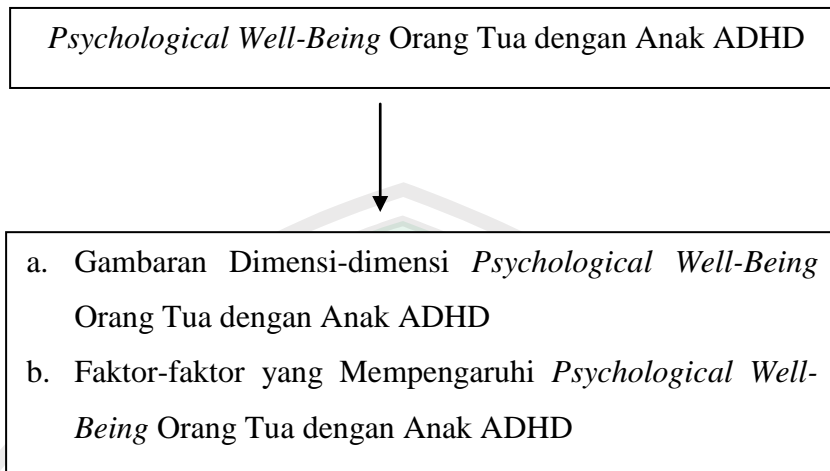 Psychological Well-Being Orang Tua dengan Anak ADHD
a. Gambaran Dimensi-dimensi Psychological Well-Being
Orang Tua dengan Anak ADHD
b. Faktor-faktor yang Mempengaruhi Psychological Well-
Being Orang Tua dengan Anak ADHD